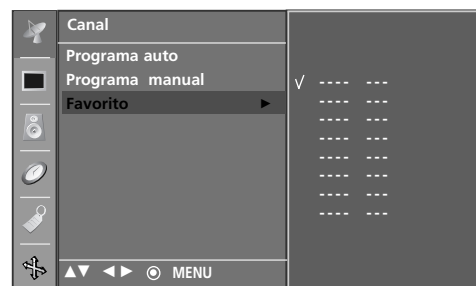 Canal
Programa auto
Programa manual
Favorito ►
√ ---- ---
---- ---
---- ---
---- ---
---- ---
---- ---
---- ---
---- ---
▲▼ ◄► ⊙ MENU